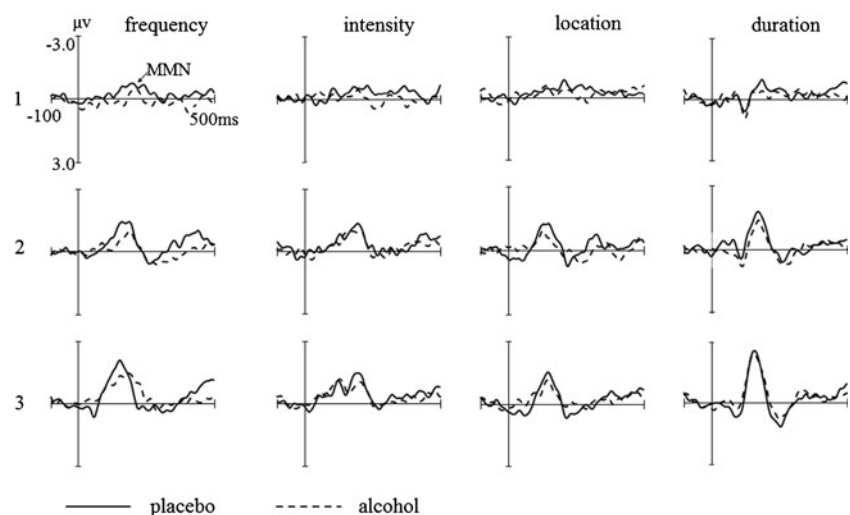 μv frequency intensity location duration
-3.0
MMN
1
-100 500ms
3.0
2
3
placebo alcohol